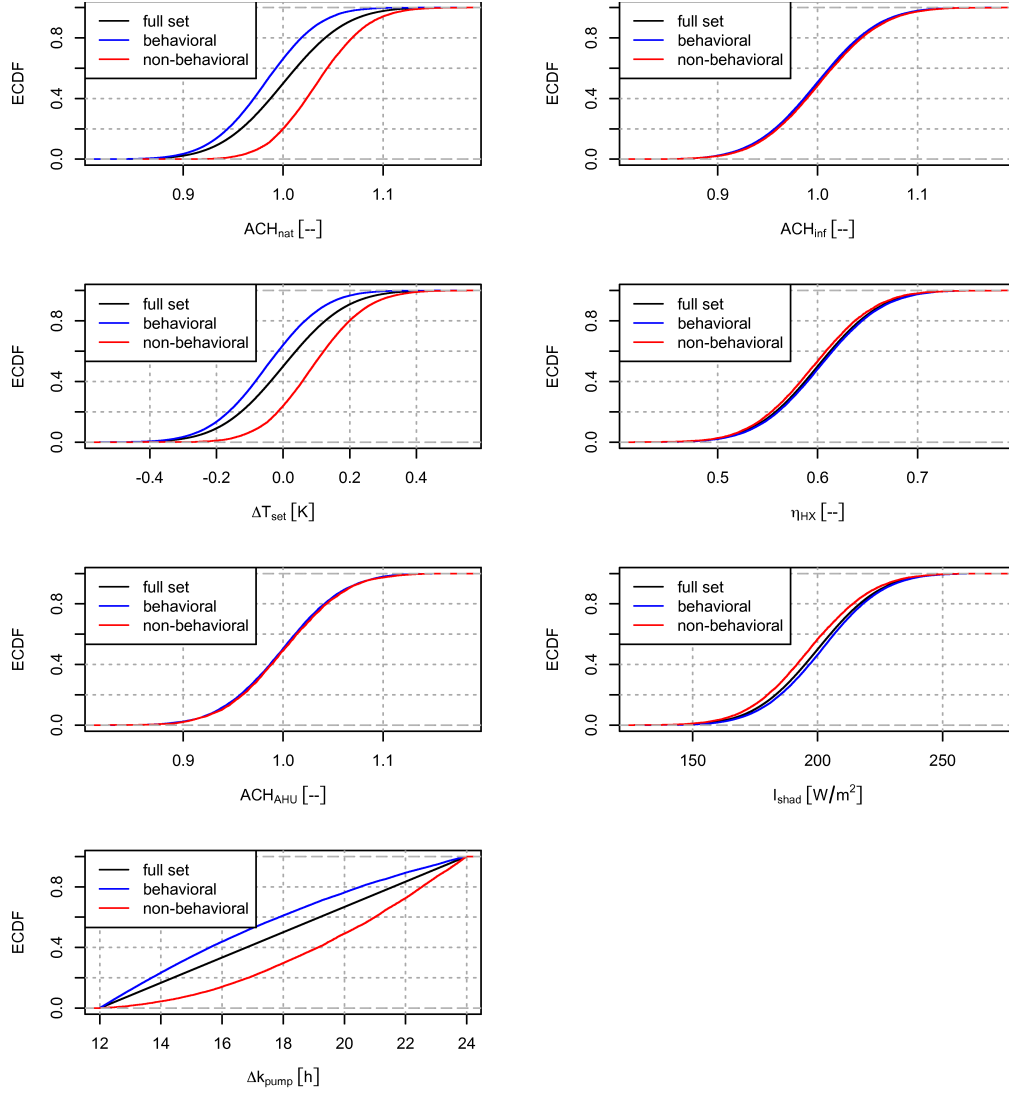 full set
behavioral
non-behavioral
ECDF
0.0 0.4 0.8
0.9 1.0 1.1
ACHnat [--]
full set
behavioral
non-behavioral
ECDF
0.0 0.4 0.8
0.9 1.0 1.1
ACHinf [--]
full set
behavioral
non-behavioral
ECDF
0.0 0.4 0.8
-0.4 -0.2 0.0 0.2 0.4
ΔTset [K]
full set
behavioral
non-behavioral
ECDF
0.0 0.4 0.8
0.5 0.6 0.7
ηHX [--]
full set
behavioral
non-behavioral
ECDF
0.0 0.4 0.8
0.9 1.0 1.1
ACHAHU [--]
full set
behavioral
non-behavioral
ECDF
0.0 0.4 0.8
150 200 250
Ishad [W/m²]
full set
behavioral
non-behavioral
ECDF
0.0 0.4 0.8
12 14 16 18 20 22 24
Δkpump [h]